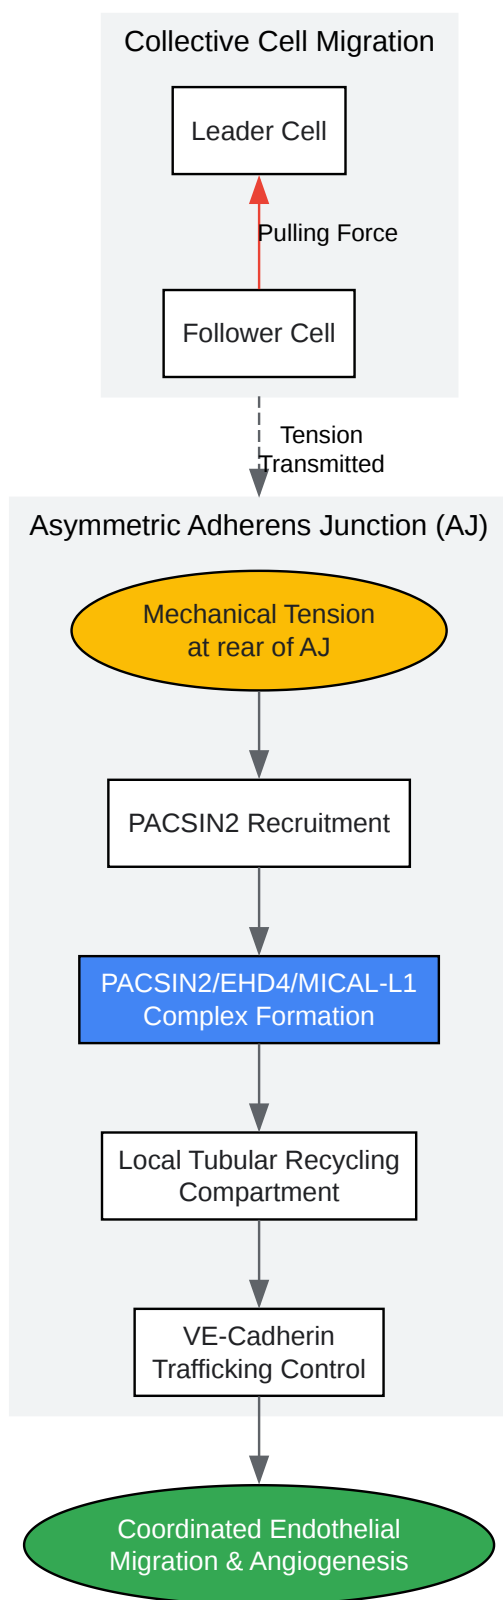 Collective Cell Migration
Leader Cell
Pulling Force
Follower Cell
Tension
Transmitted
Asymmetric Adherens Junction (AJ)
Mechanical Tension
at rear of AJ
PACSIN2 Recruitment
PACSIN2/EHD4/MICAL-L1
Complex Formation
Local Tubular Recycling
Compartment
VE-Cadherin
Trafficking Control
Coordinated Endothelial
Migration & Angiogenesis